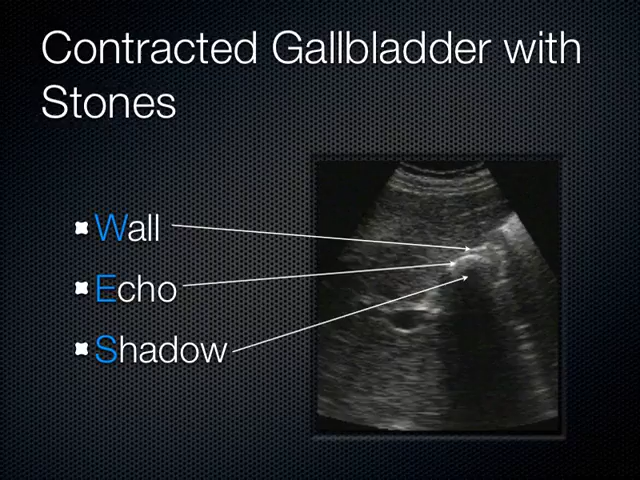 Contracted Gallbladder with
Stones
Wall
Echo
Shadow